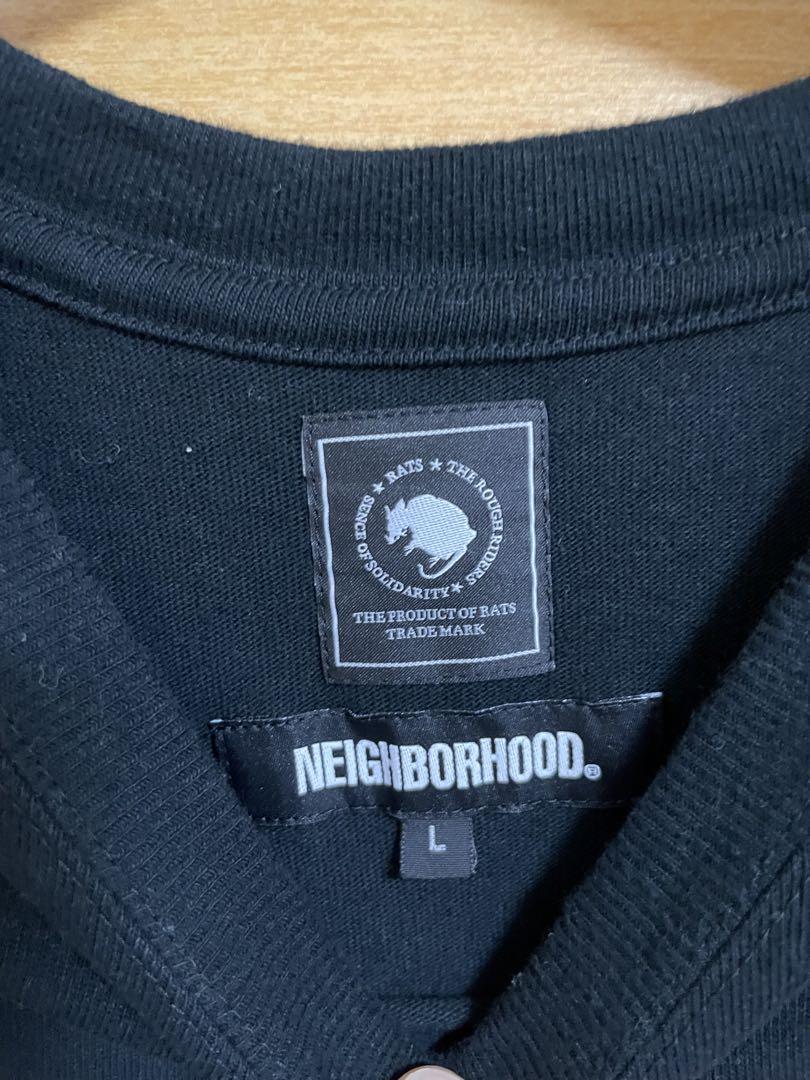 ★ RATS ★ THE ROUGH RIDERS ★ SENCE OF SOLIDARITY
THE PRODUCT OF RATS
TRADE MARK
NEIGHBORHOOD.®
L